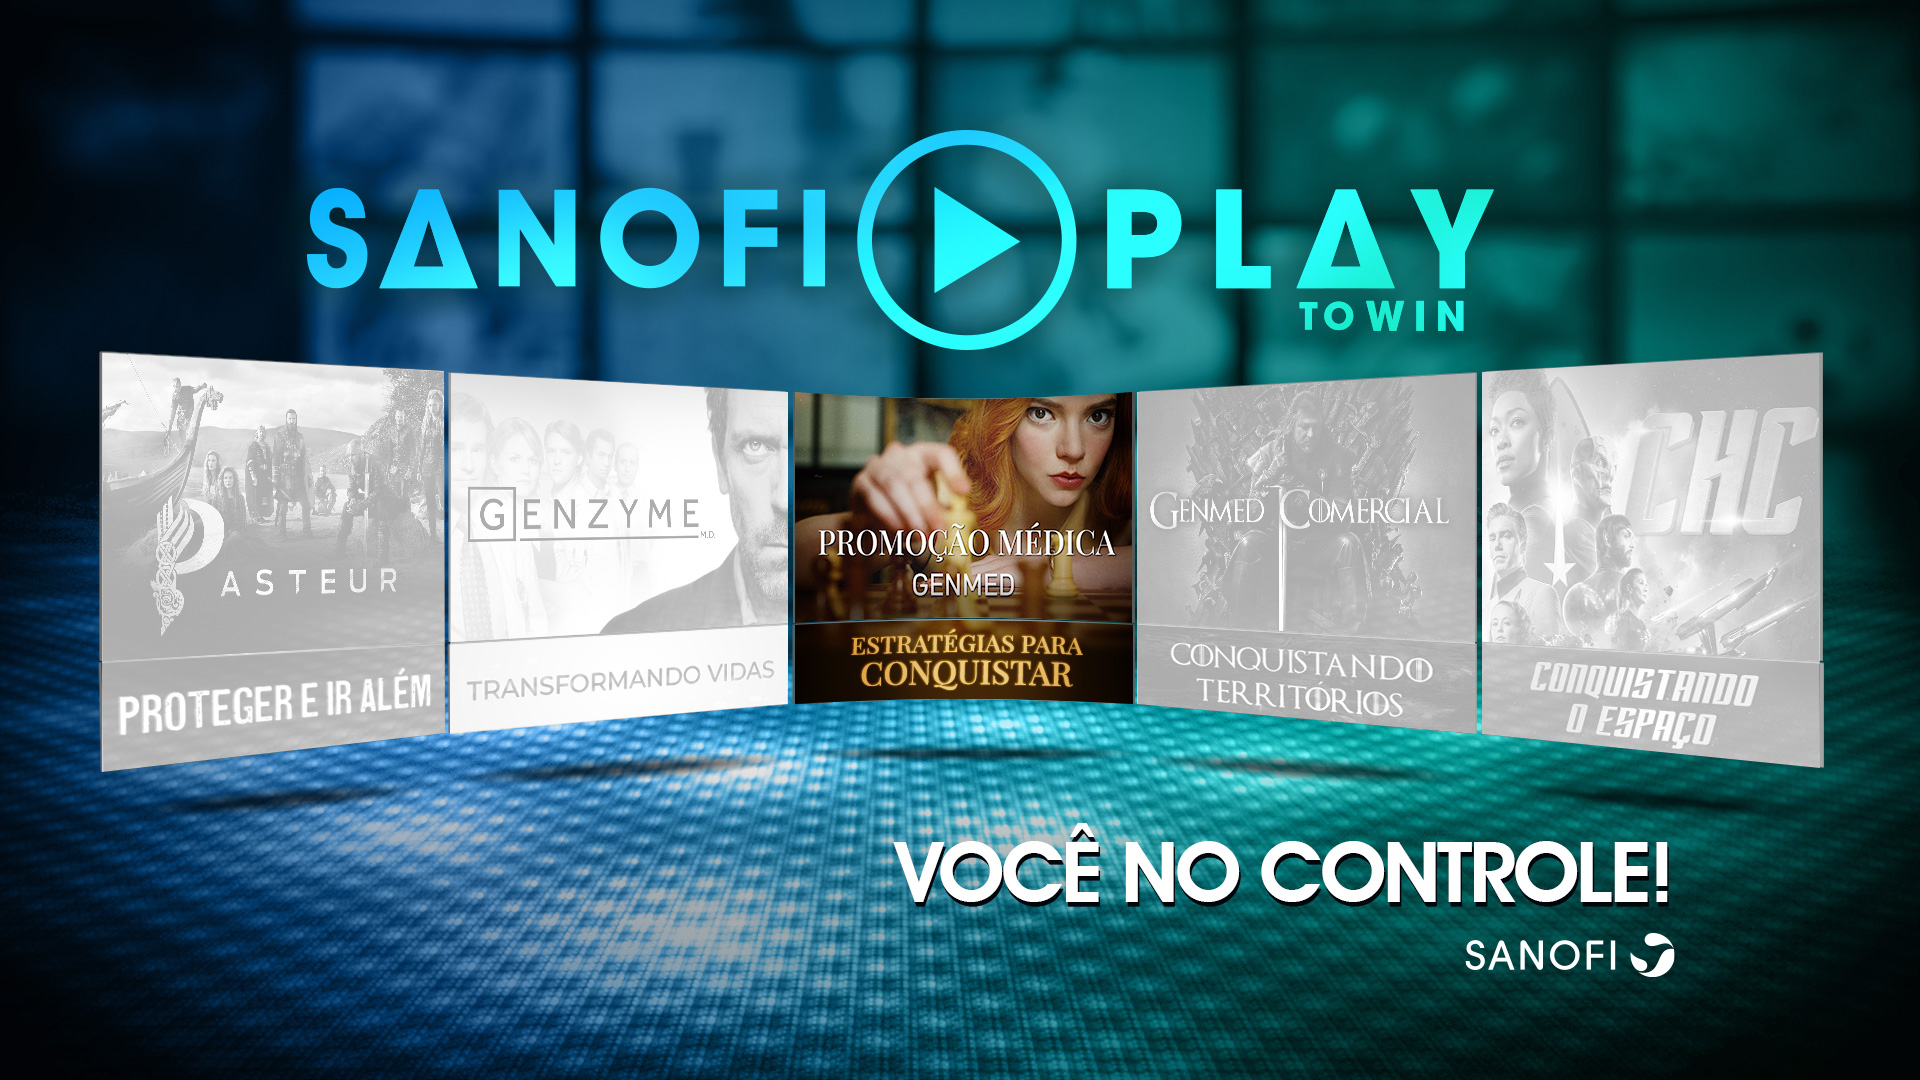 SANOFI PLAY
TO WIN
PASTEUR
PROTEGER E IR ALÉM
GENZYME M.D.
TRANSFORMANDO VIDAS
PROMOÇÃO MÉDICA
GENMED
ESTRATÉGIAS PARA
CONQUISTAR
GENMED COMERCIAL
CONQUISTANDO
TERRITÓRIOS
CHC
CONQUISTANDO
O ESPAÇO
VOCÊ NO CONTROLE!
SANOFI